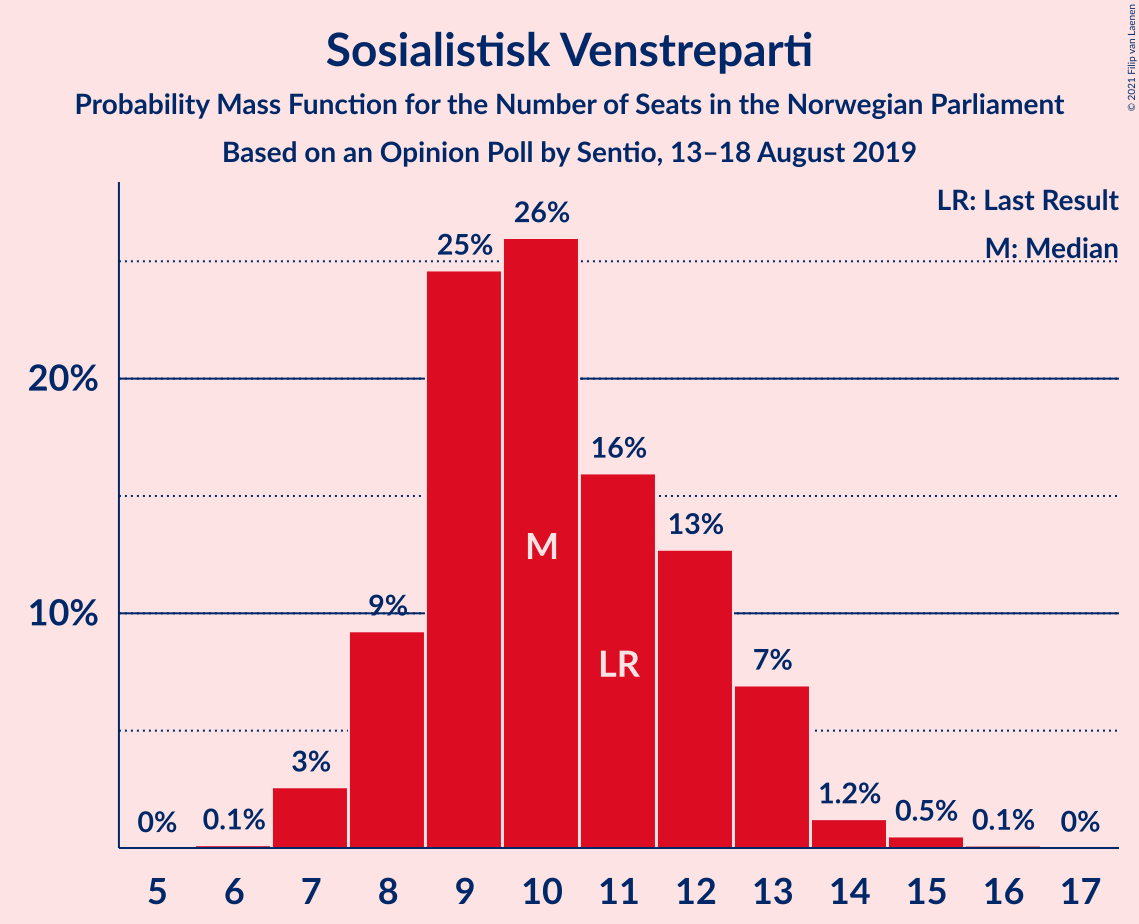 Sosialistisk Venstreparti
Probability Mass Function for the Number of Seats in the Norwegian Parliament
Based on an Opinion Poll by Sentio, 13–18 August 2019
© 2021 Filip van Laenen
LR: Last Result
M: Median
26%
25%
20%
16%
13%
M
10%
9%
LR
7%
3%
1.2%
0.5%
0%
0.1%
0.1%
0%
5 6 7 8 9 10 11 12 13 14 15 16 17